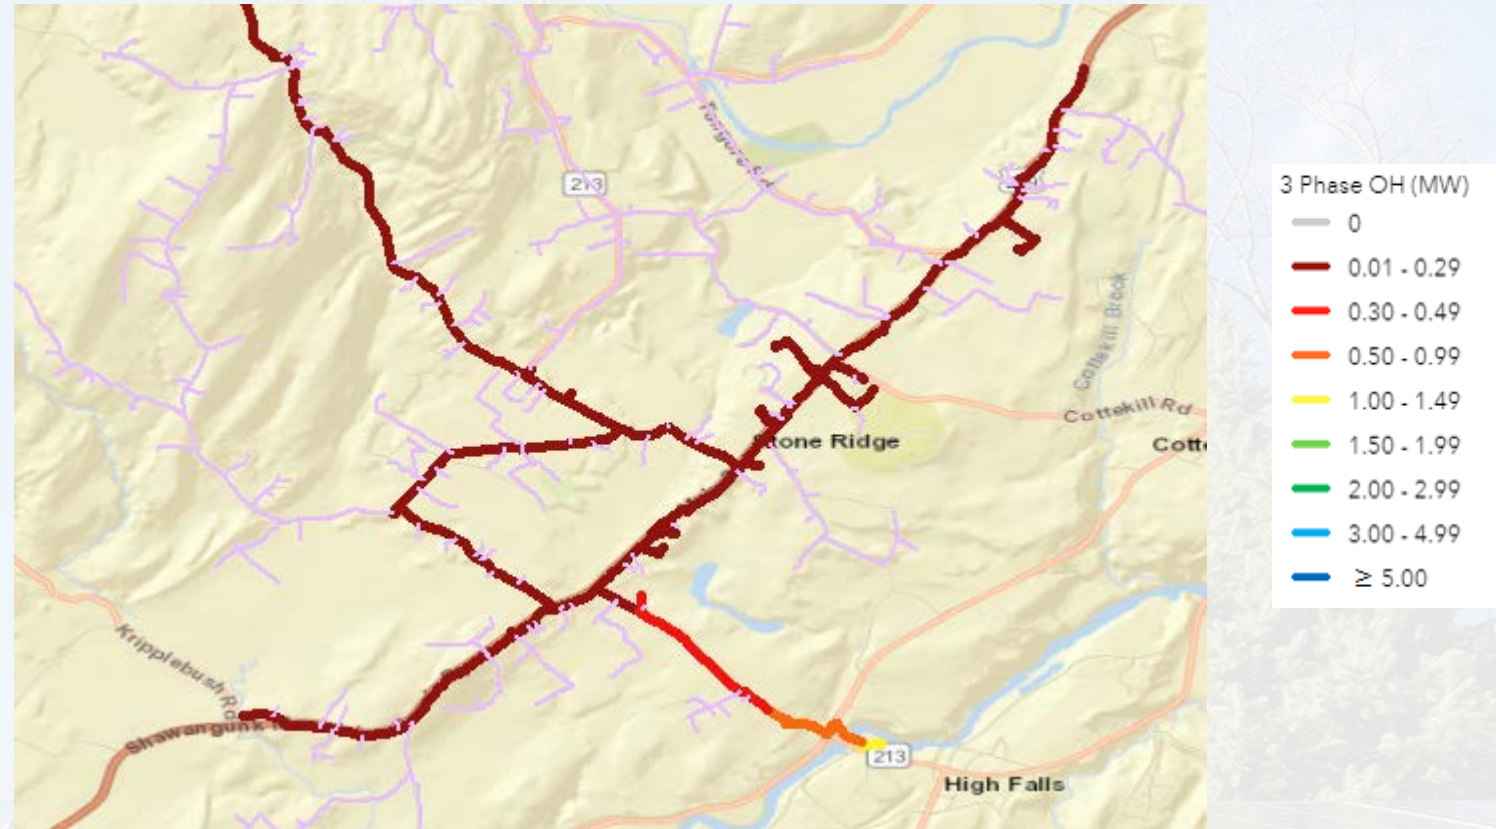 213
Tongore Rd
Cottekill Brook
Cottekill Rd
Stone Ridge
Kripplebush Rd
Shawangunk
213
High Falls
3 Phase OH (MW)
0
0.01 - 0.29
0.30 - 0.49
0.50 - 0.99
1.00 - 1.49
1.50 - 1.99
2.00 - 2.99
3.00 - 4.99
≥ 5.00